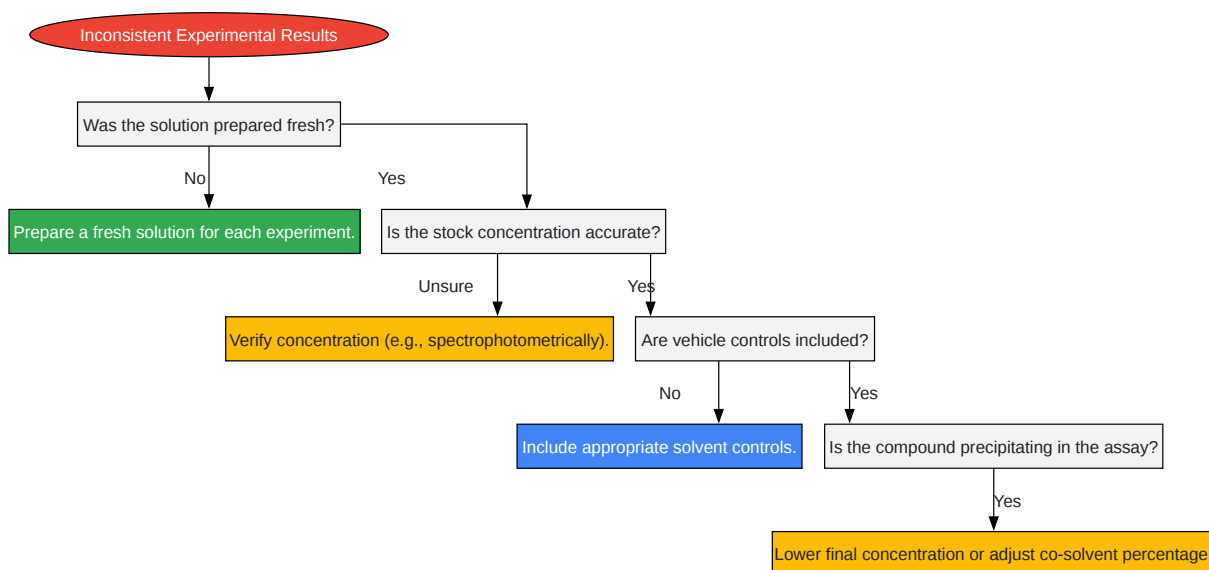 Inconsistent Experimental Results
Was the solution prepared fresh?
No
Yes
Prepare a fresh solution for each experiment.
Is the stock concentration accurate?
Unsure
Yes
Verify concentration (e.g., spectrophotometrically).
Are vehicle controls included?
No
Yes
Include appropriate solvent controls.
Is the compound precipitating in the assay?
Yes
Lower final concentration or adjust co-solvent percentage